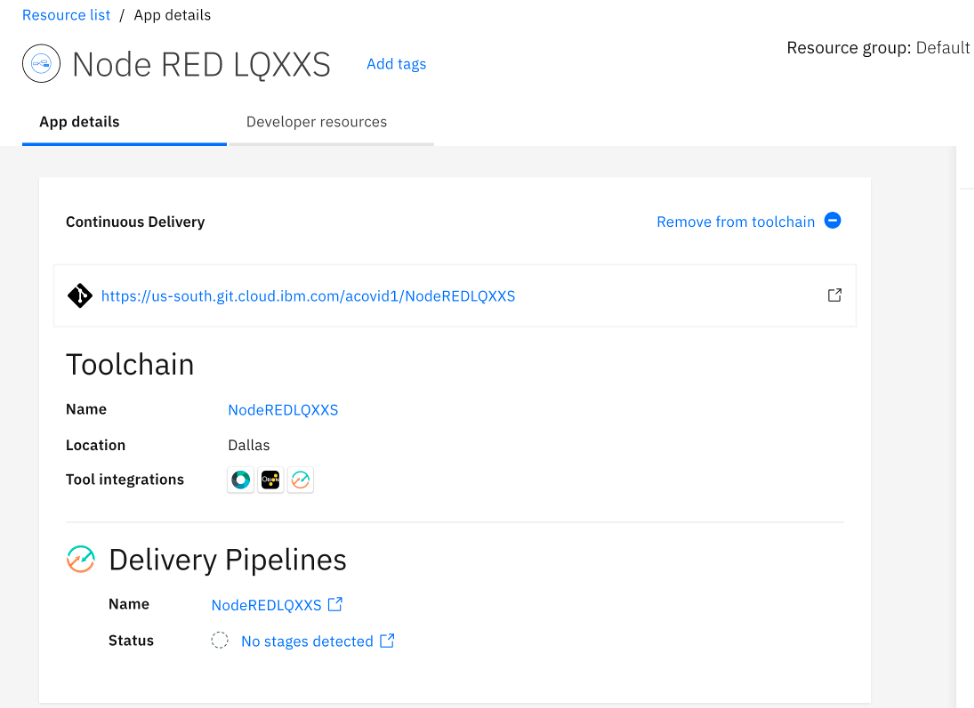 Resource list / App details
Node RED LQXXS Add tags
Resource group: Default
App details Developer resources
Continuous Delivery Remove from toolchain
https://us-south.git.cloud.ibm.com/acovid1/NodeREDLQXXS
Toolchain
Name NodeREDLQXXS
Location Dallas
Tool integrations
Delivery Pipelines
Name NodeREDLQXXS
Status No stages detected